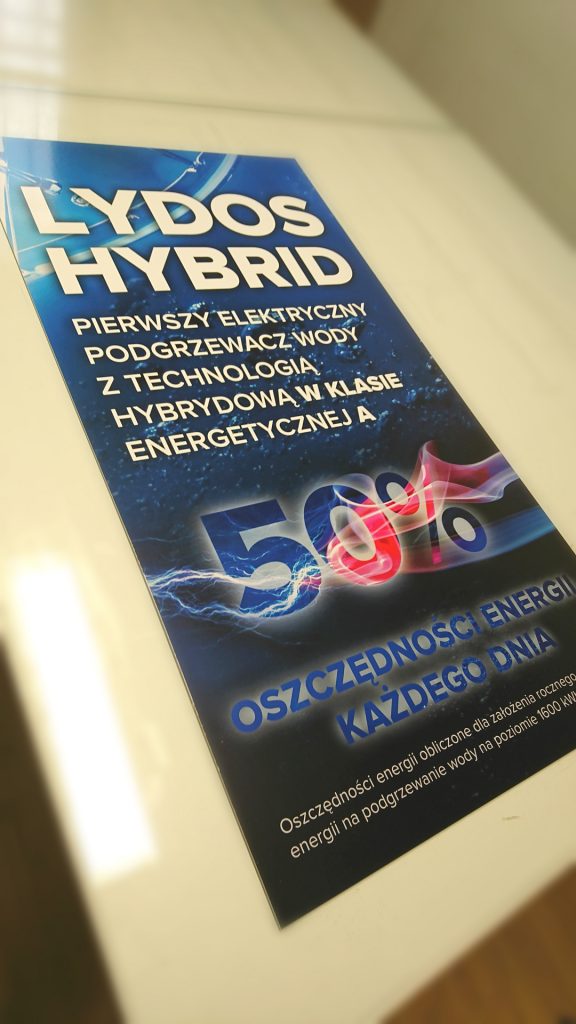 LYDOS
HYBRID
PIERWSZY ELEKTRYCZNY
PODGRZEWACZ WODY
Z TECHNOLOGIĄ
HYBRYDOWĄ W KLASIE
ENERGETYCZNEJ A
50%
OSZCZĘDNOŚCI ENERGII
KAŻDEGO DNIA
Oszczędności energii obliczone dla założenia rocznego
energii na podgrzewanie wody na poziomie 1600 kW